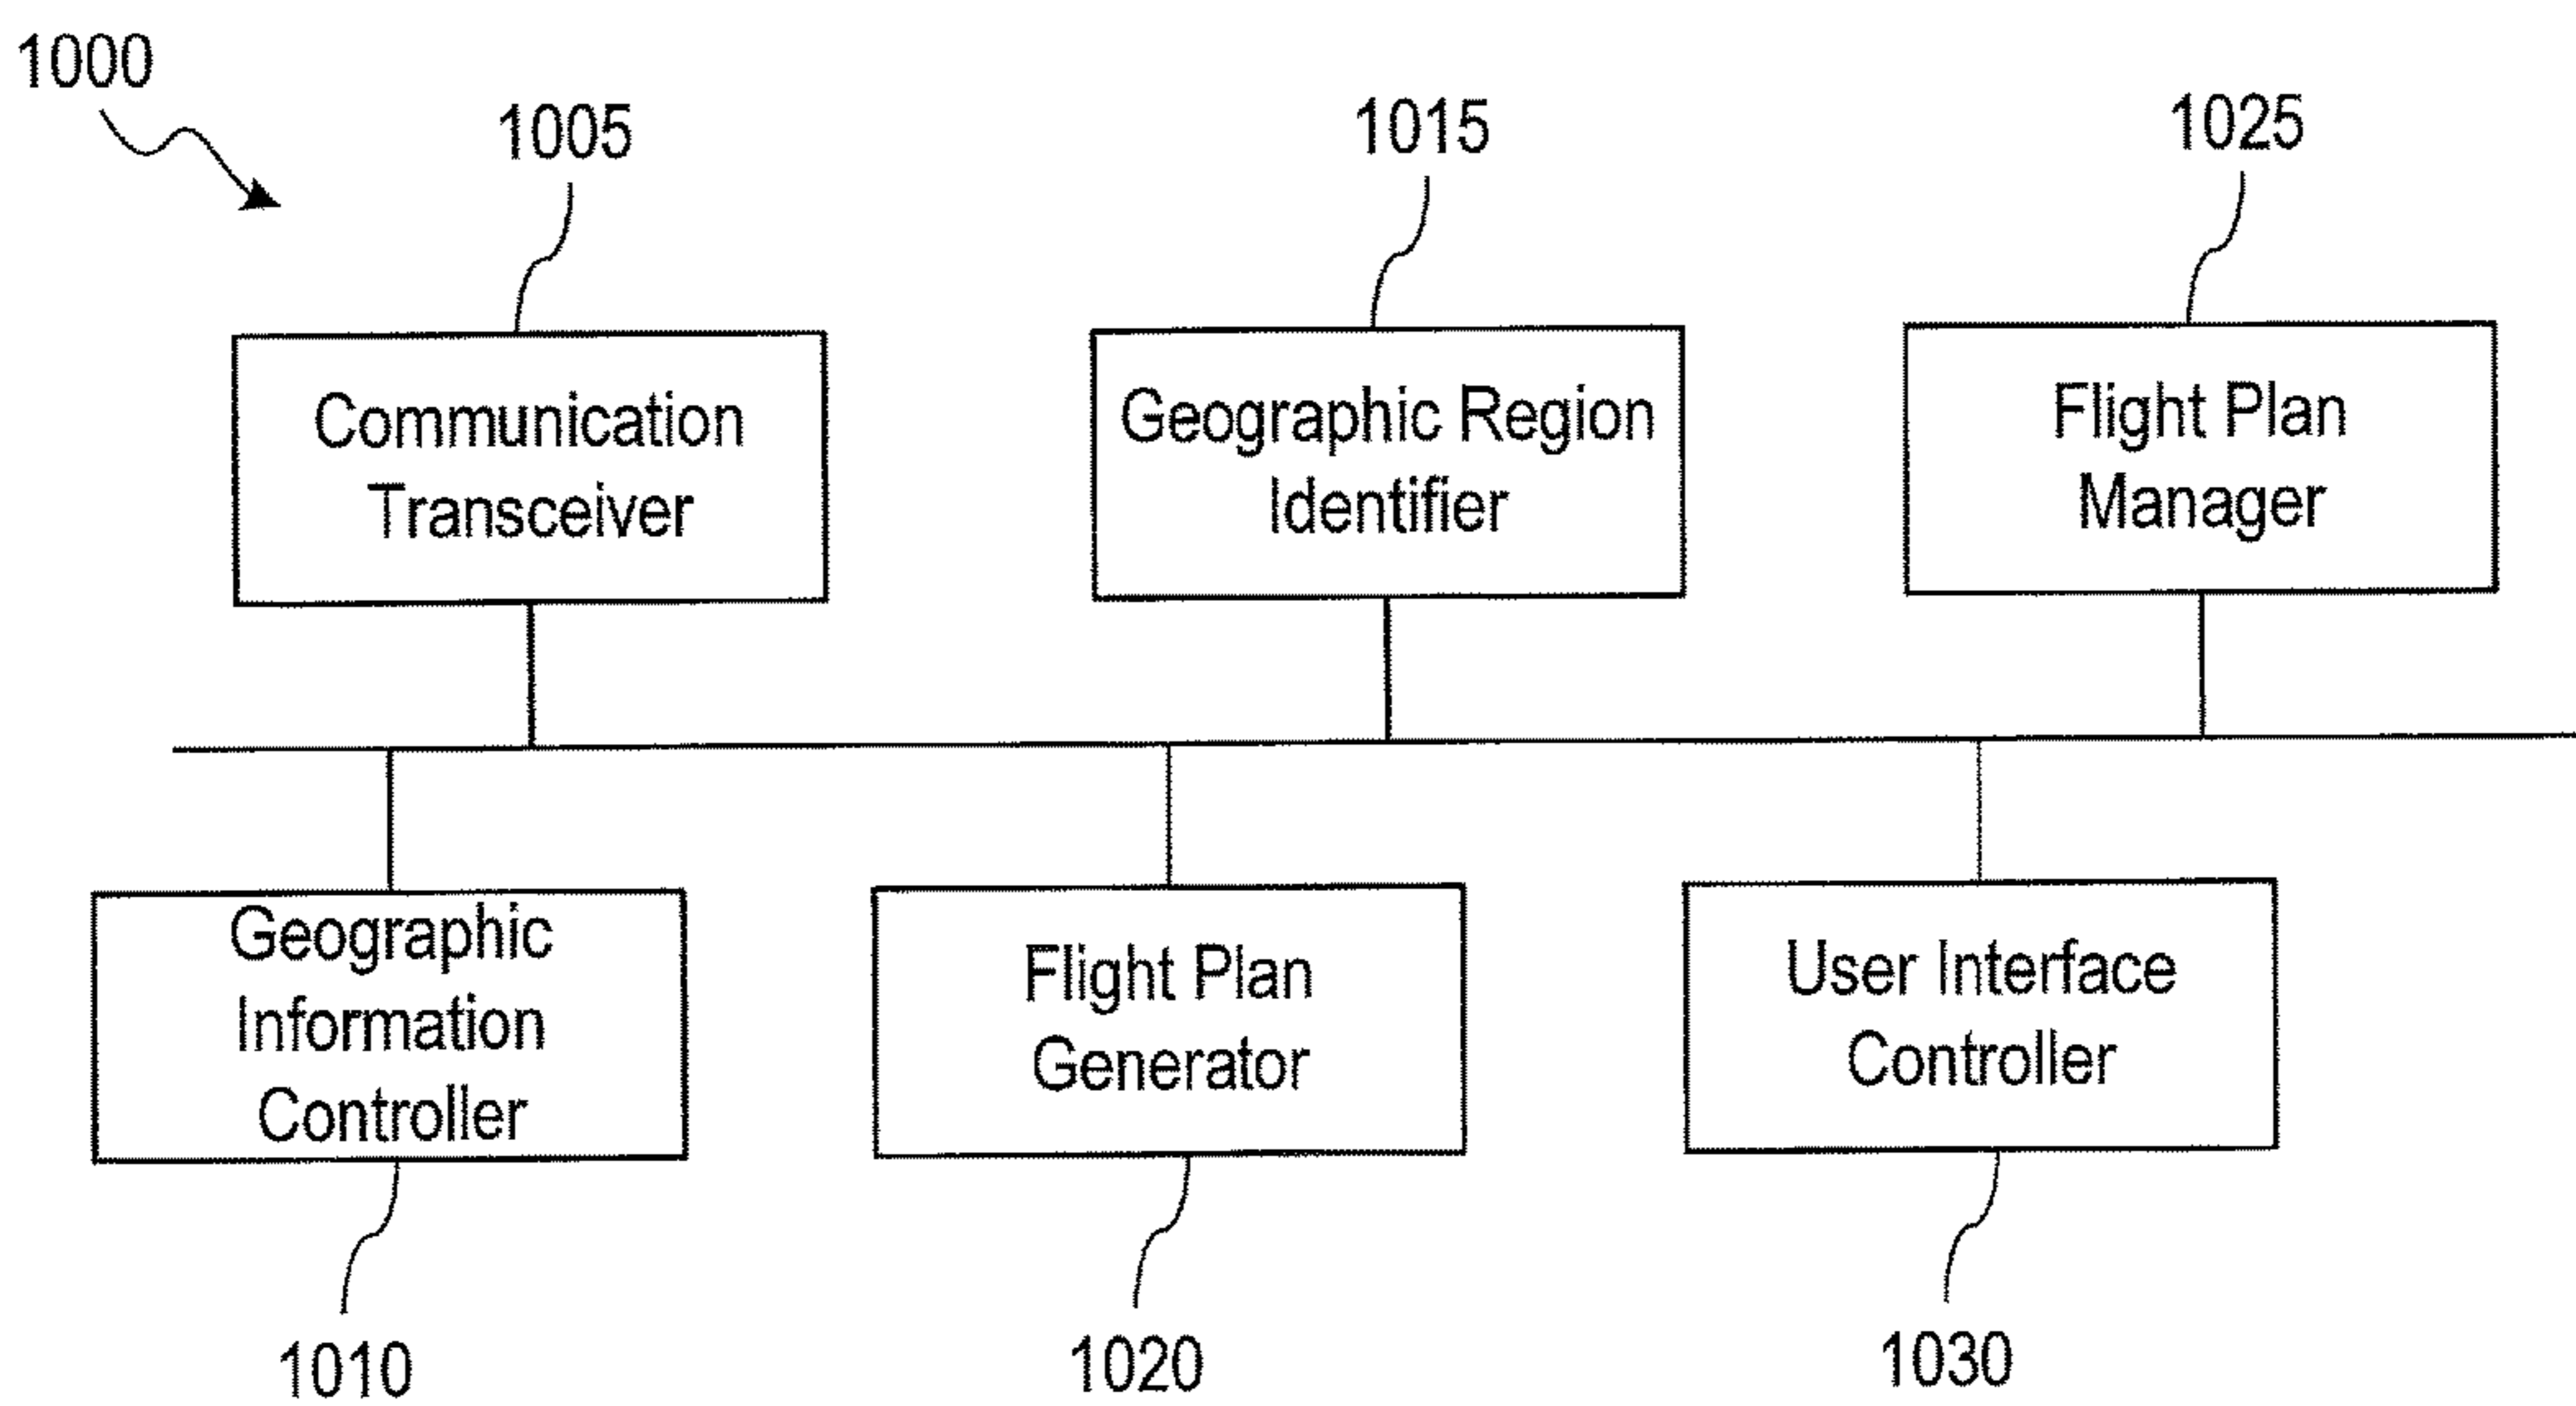 1000
1005
1015
1025
Communication
Transceiver
Geographic Region
Identifier
Flight Plan
Manager
Geographic
Information
Controller
Flight Plan
Generator
User Interface
Controller
1010
1020
1030